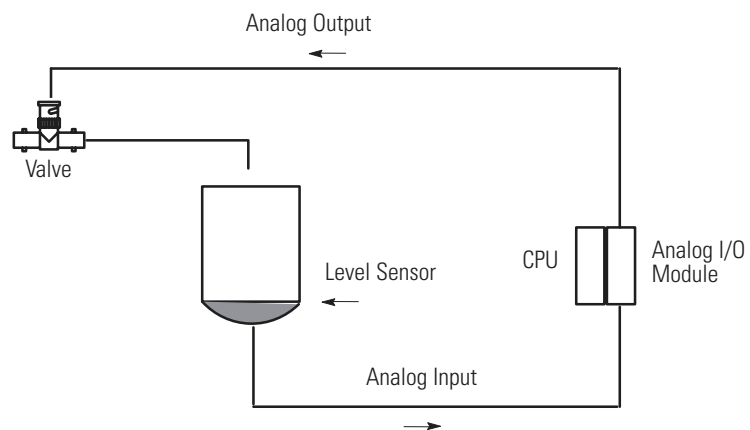 Analog Output
Valve
Level Sensor
CPU
Analog I/O
Module
Analog Input